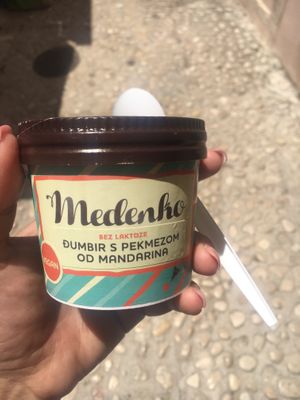 Medenko
BEZ LAKTOZE
ĐUMBIR S PEKMEZOM
OD MANDARINA
VEGAN